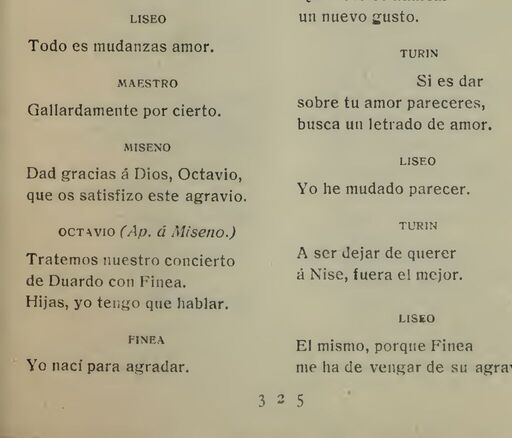 LISEO
Todo es mudanzas amor.
MAESTRO
Gallardamente por cierto.
MISENO
Dad gracias á Dios, Octavio,
que os satisfizo este agravio.
OCTAVIO (Ap. á Miseno.)
Tratemos nuestro concierto
de Duardo con Finea.
Hijas, yo tengo que hablar.
FINEA
Yo nací para agradar.
un nuevo gusto.
TURIN
Si es dar
sobre tu amor pareceres,
busca un letrado de amor.
LISEO
Yo he mudado parecer.
TURIN
A ser dejar de querer
á Nise, fuera el mejor.
LISEO
El mismo, porque Finea
me ha de vengar de su
325